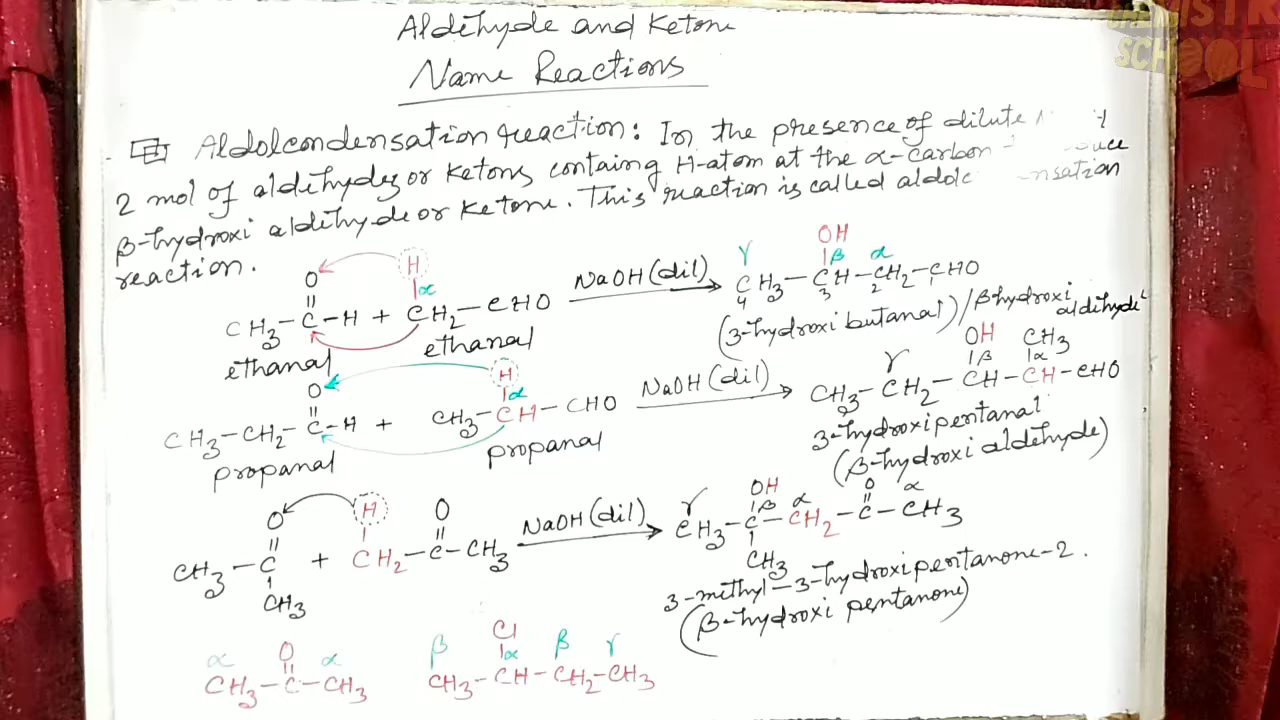 Aldehyde and Ketone
CHEMISTRY
SCHOOL
Name Reactions
Aldolcondensation reaction: In the presence of dilute
2 mol of aldehydes or Ketons containg H-atom at the α-carbon
β-hydroxi aldehyde or Ketone. This reaction is called aldol
reaction.
O H α
CH3-C-H + CH2-CHO NaOH(dil) CH3-CH-CH2-CHO
γ OH β α
4 3 2 1
ethanal ethanal (3-hydroxi butanal)/β hydroxi aldehyde
O H α OH CH3
γ β α
CH3-CH2-C-H + CH3-CH-CHO NaOH(dil) CH3-CH2-CH-CH-CHO
propanal propanal 3-hydroxipentanal
(β-hydroxi aldehyde)
O H O OH O
γ β α α
CH3-C + CH2-C-CH3 NaOH(dil) CH3-C-CH2-C-CH3
CH3 CH3
3-methyl-3-hydroxipentanone-2.
(β-hydroxi pentanone)
α O α β Cl α β γ
CH3-C-CH3 CH3-CH-CH2-CH3